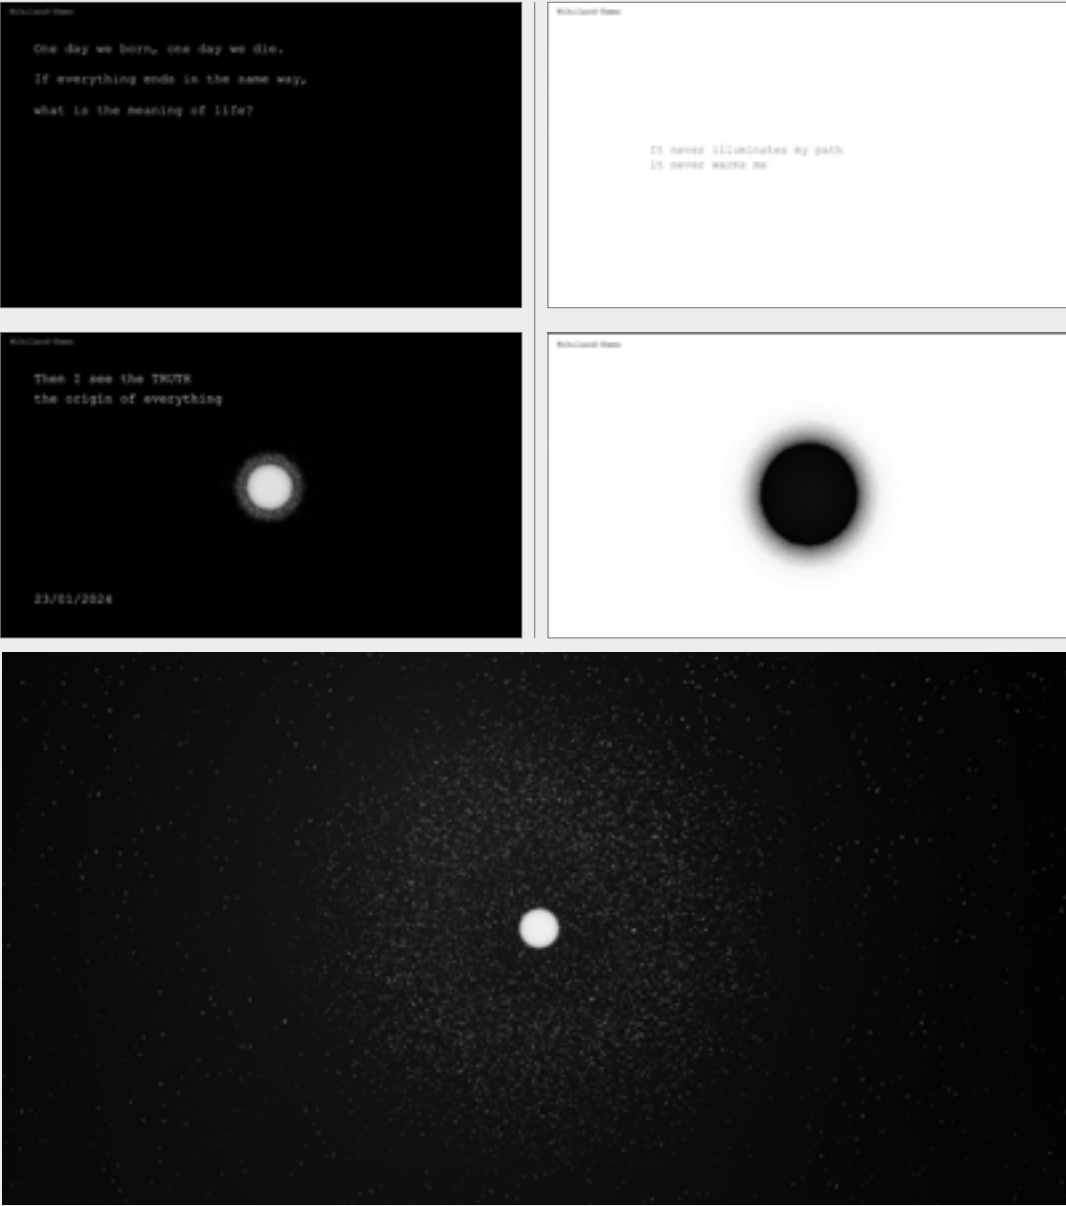 One day we born, one day we die.
If everything ends in the same way,
what is the meaning of life?
It never illuminates my path
it never warms me
Then I see the TRUTH
the origin of everything
23/01/2024